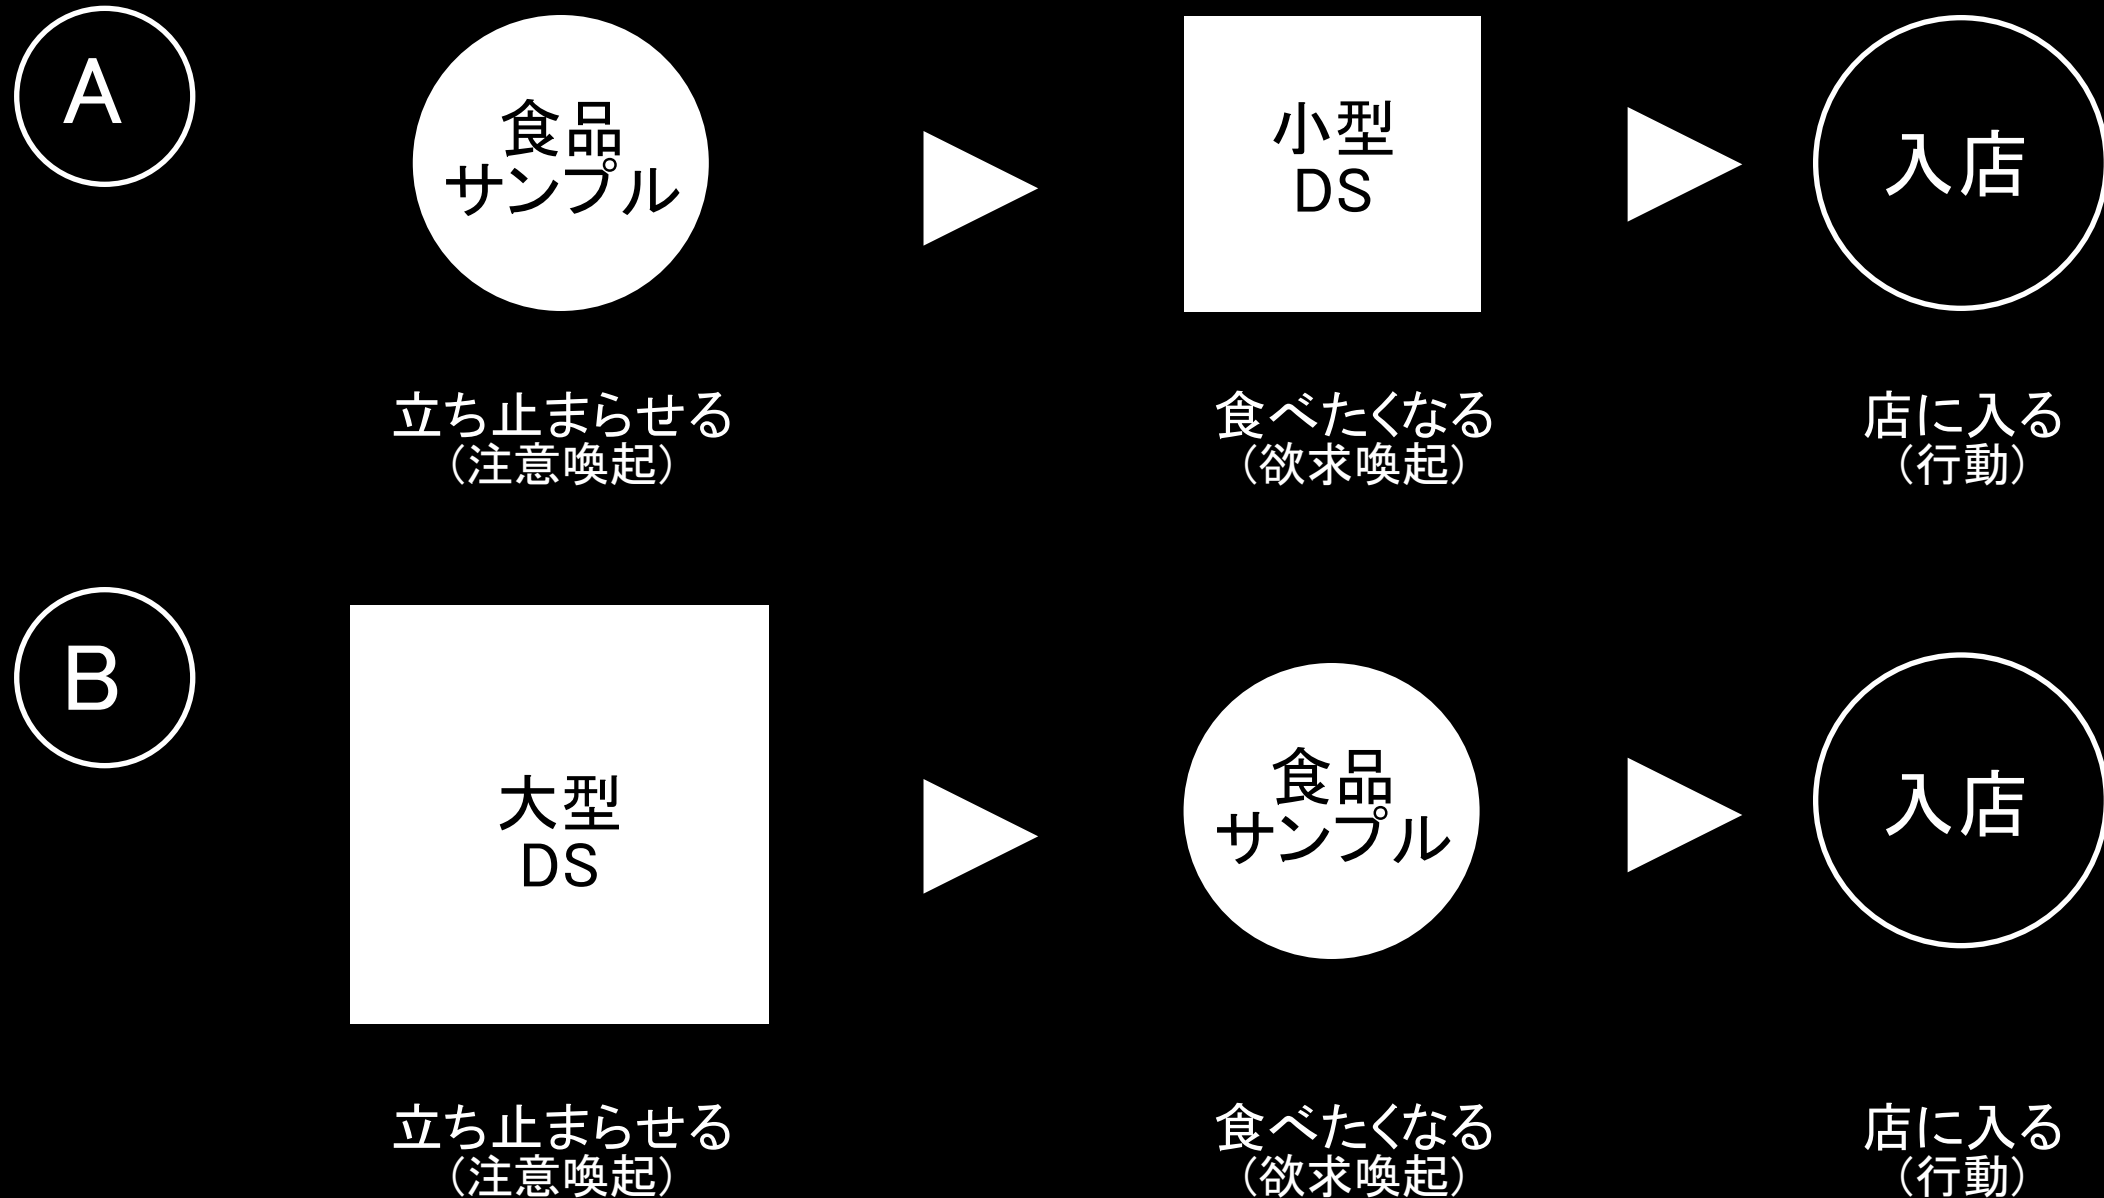 A
食品
サンプル
小型
DS
入店
立ち止まらせる
（注意喚起）
食べたくなる
（欲求喚起）
店に入る
（行動）
B
大型
DS
食品
サンプル
入店
立ち止まらせる
（注意喚起）
食べたくなる
（欲求喚起）
店に入る
（行動）